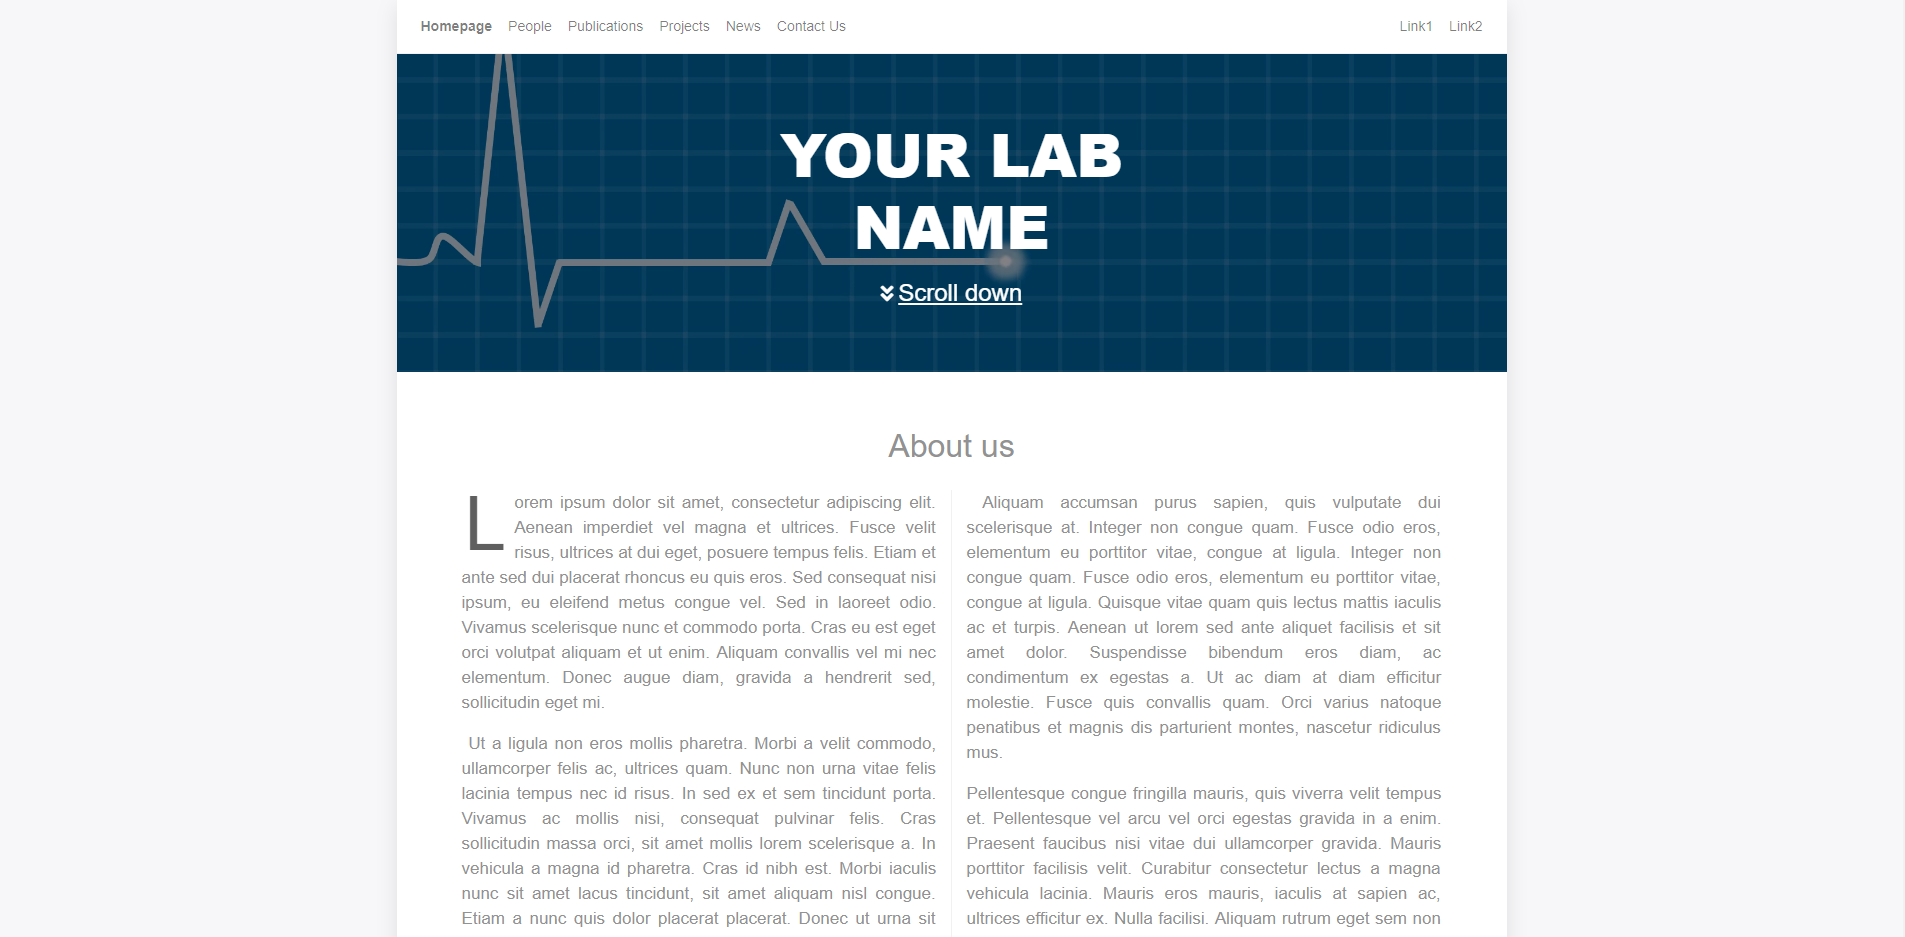 Homepage People Publications Projects News Contact Us Link1 Link2
YOUR LAB
NAME
Scroll down
About us
Lorem ipsum dolor sit amet, consectetur adipiscing elit.
Aenean imperdiet vel magna et ultrices. Fusce velit
risus, ultrices at dui eget, posuere tempus felis. Etiam et
ante sed dui placerat rhoncus eu quis eros. Sed consequat nisi
ipsum, eu eleifend metus congue vel. Sed in laoreet odio.
Vivamus scelerisque nunc et commodo porta. Cras eu est eget
orci volutpat aliquam et ut enim. Aliquam convallis vel mi nec
elementum. Donec augue diam, gravida a hendrerit sed,
sollicitudin eget mi.
Ut a ligula non eros mollis pharetra. Morbi a velit commodo,
ullamcorper felis ac, ultrices quam. Nunc non urna vitae felis
lacinia tempus nec id risus. In sed ex et sem tincidunt porta.
Vivamus ac mollis nisi, consequat pulvinar felis. Cras
sollicitudin massa orci, sit amet mollis lorem scelerisque a. In
vehicula a magna id pharetra. Cras id nibh est. Morbi iaculis
nunc sit amet lacus tincidunt, sit amet aliquam nisl congue.
Etiam a nunc quis dolor placerat placerat. Donec ut urna sit
Aliquam accumsan purus sapien, quis vulputate dui
scelerisque at. Integer non congue quam. Fusce odio eros,
elementum eu porttitor vitae, congue at ligula. Integer non
congue quam. Fusce odio eros, elementum eu porttitor vitae,
congue at ligula. Quisque vitae quam quis lectus mattis iaculis
ac et turpis. Aenean ut lorem sed ante aliquet facilisis et sit
amet dolor. Suspendisse bibendum eros diam, ac
condimentum ex egestas a. Ut ac diam at diam efficitur
molestie. Fusce quis convallis quam. Orci varius natoque
penatibus et magnis dis parturient montes, nascetur ridiculus
mus.
Pellentesque congue fringilla mauris, quis viverra velit tempus
et. Pellentesque vel arcu vel orci egestas gravida in a enim.
Praesent faucibus nisi vitae dui ullamcorper gravida. Mauris
porttitor facilisis velit. Curabitur consectetur lectus a magna
vehicula lacinia. Mauris eros mauris, iaculis at sapien ac,
ultrices efficitur ex. Nulla facilisi. Aliquam rutrum eget sem non